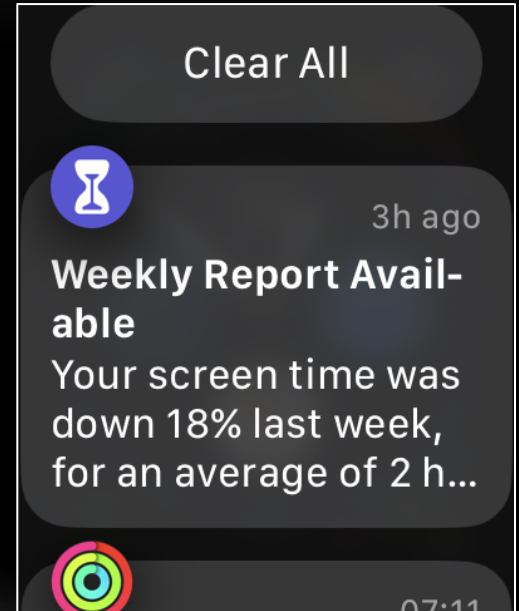 Clear All
3h ago
Weekly Report Avail-
able
Your screen time was
down 18% last week,
for an average of 2 h...
07:11